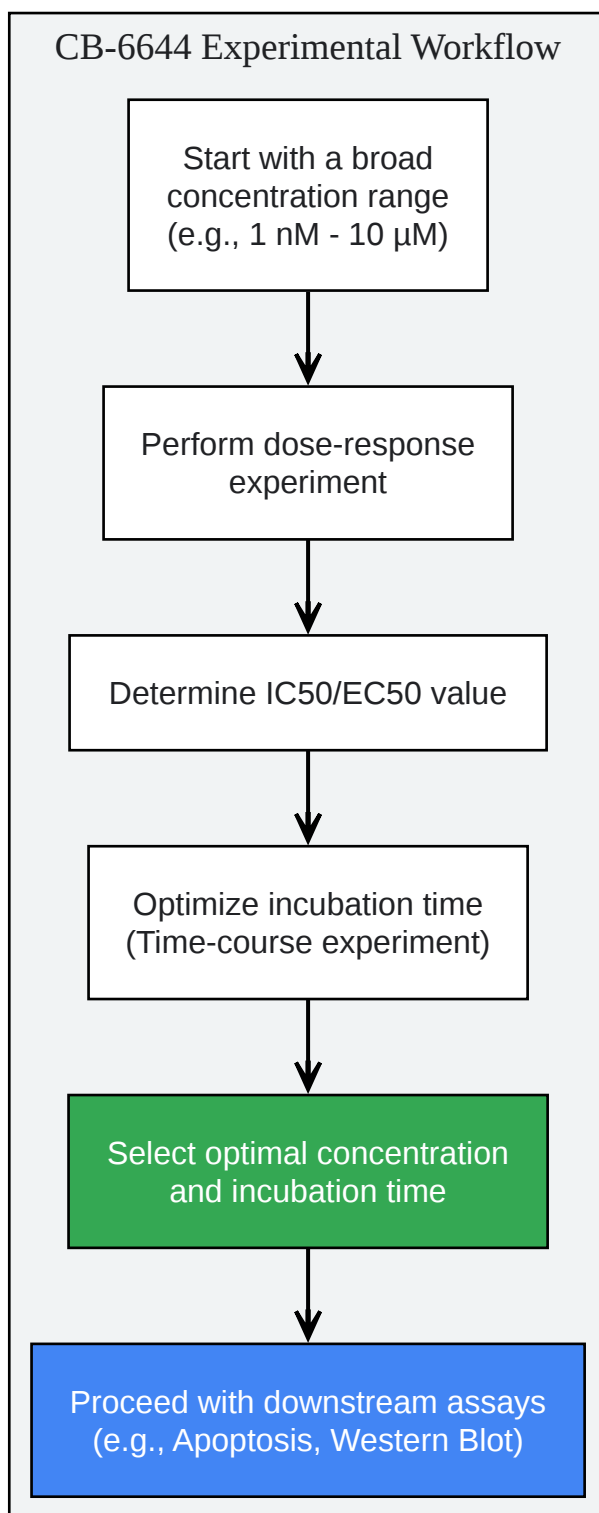 CB-6644 Experimental Workflow
Start with a broad
concentration range
(e.g., 1 nM - 10 µM)
Perform dose-response
experiment
Determine IC50/EC50 value
Optimize incubation time
(Time-course experiment)
Select optimal concentration
and incubation time
Proceed with downstream assays
(e.g., Apoptosis, Western Blot)